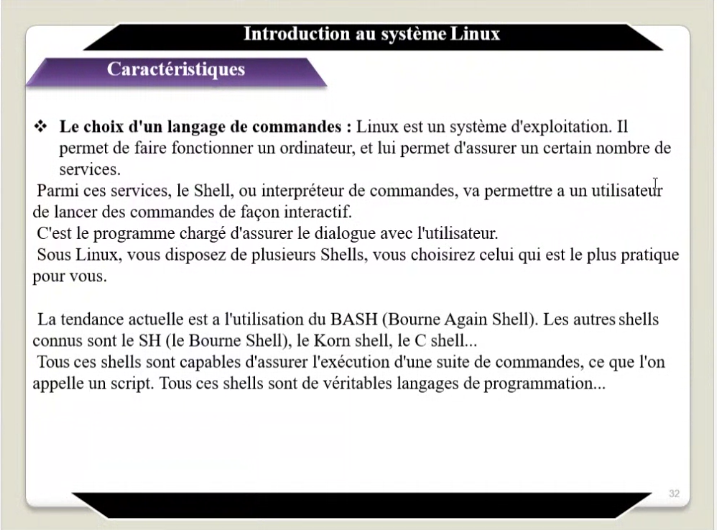 Introduction au système Linux
Caractéristiques
❖ Le choix d'un langage de commandes : Linux est un système d'exploitation. Il
permet de faire fonctionner un ordinateur, et lui permet d'assurer un certain nombre de
services.
Parmi ces services, le Shell, ou interpréteur de commandes, va permettre a un utilisateur
de lancer des commandes de façon interactif.
C'est le programme chargé d'assurer le dialogue avec l'utilisateur.
Sous Linux, vous disposez de plusieurs Shells, vous choisirez celui qui est le plus pratique
pour vous.
La tendance actuelle est a l'utilisation du BASH (Bourne Again Shell). Les autres shells
connus sont le SH (le Bourne Shell), le Korn shell, le C shell...
Tous ces shells sont capables d'assurer l'exécution d'une suite de commandes, ce que l'on
appelle un script. Tous ces shells sont de véritables langages de programmation...
32